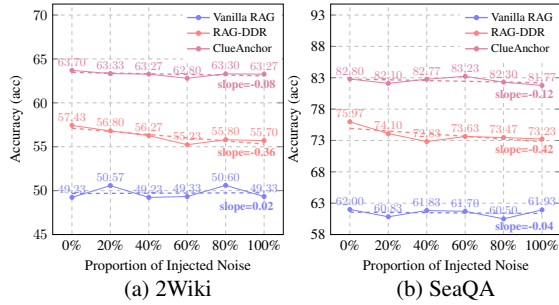 Vanilla RAG
RAG-DDR
ClueAnchor
Accuracy (acc)
70
65
60
55
50
45
63.70 63.33 63.27 62.80 63.30 63.27
slope=-0.08
57.43 56.80 56.27 55.23 55.80 55.70
slope=-0.36
49.23 50.57 49.23 49.33 50.60 49.33
slope=0.02
0% 20% 40% 60% 80% 100%
Proportion of Injected Noise
(a) 2Wiki
Vanilla RAG
RAG-DDR
ClueAnchor
Accuracy (acc)
93
88
83
78
73
68
63
58
82.80 82.10 82.77 83.23 82.30 81.77
slope=-0.12
75.97 74.10 72.83 73.63 73.47 73.23
slope=-0.42
62.00 60.83 61.83 61.70 60.50 61.93
slope=-0.04
0% 20% 40% 60% 80% 100%
Proportion of Injected Noise
(b) SeaQA